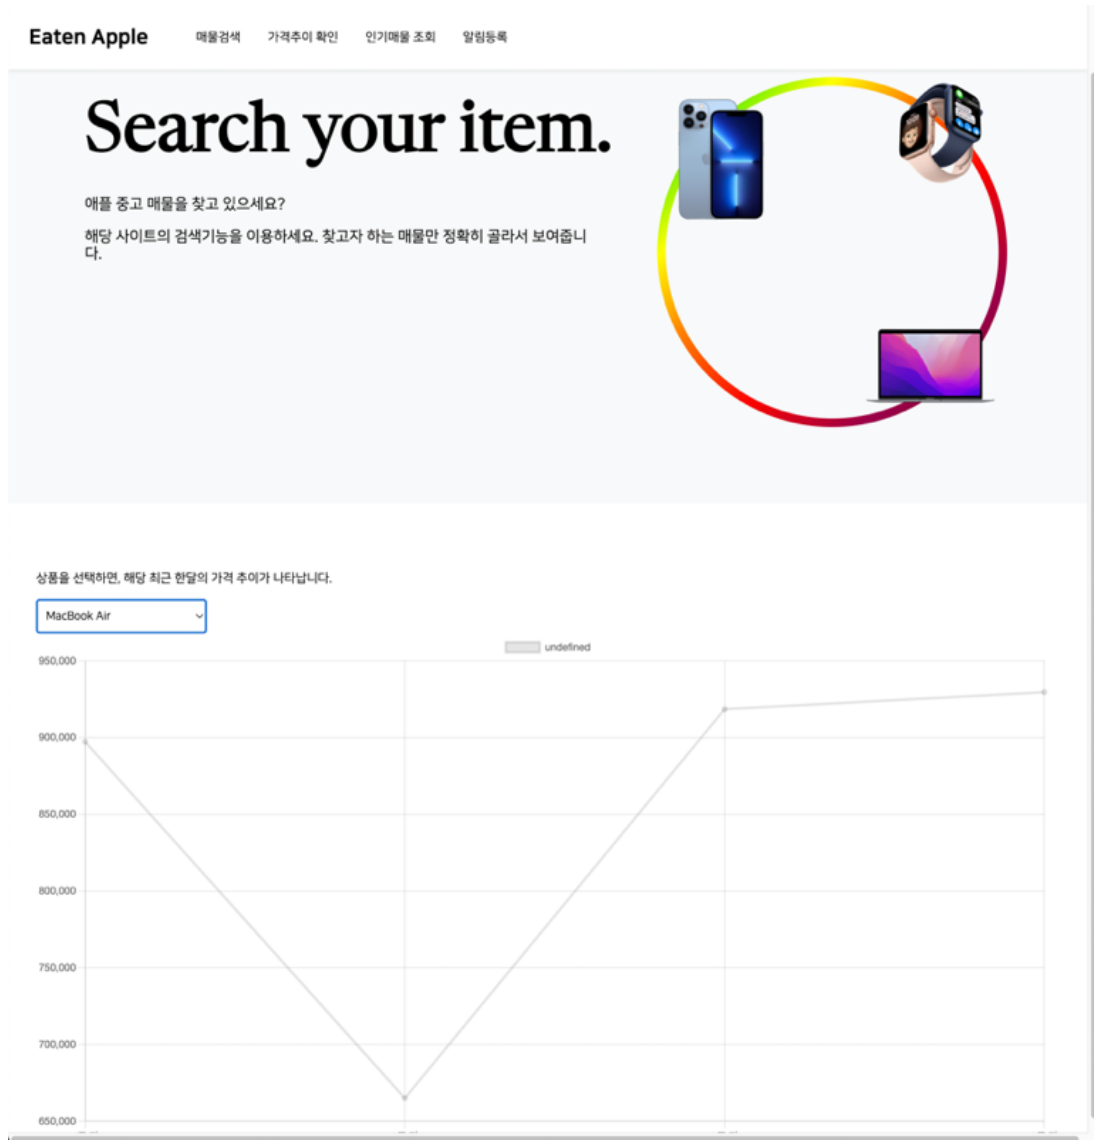 Eaten Apple 매물검색 가격추이 확인 인기매물 조회 알림등록
Search your item.
애플 중고 매물을 찾고 있으세요?
해당 사이트의 검색기능을 이용하세요. 찾고자 하는 매물만 정확히 골라서 보여줍니
다.
상품을 선택하면, 해당 최근 한달의 가격 추이가 나타납니다.
MacBook Air
undefined
950,000
900,000
850,000
800,000
750,000
700,000
650,000